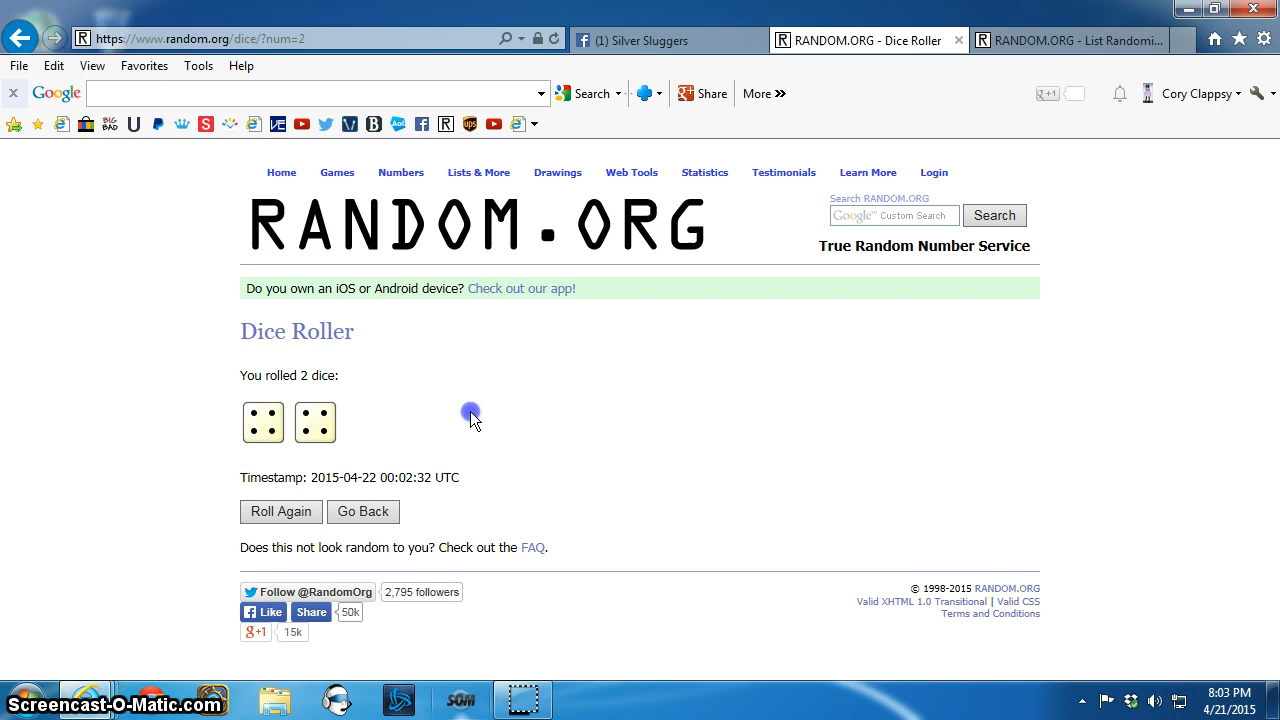 https://www.random.org/dice/?num=2
(1) Silver Sluggers
RANDOM.ORG - Dice Roller
RANDOM.ORG - List Randomi...
File Edit View Favorites Tools Help
x Google Search Share More » g+1 Cory Clappsy
BIG BAD
Home Games Numbers Lists & More Drawings Web Tools Statistics Testimonials Learn More Login
RANDOM.ORG
Search RANDOM.ORG
Google™ Custom Search Search
True Random Number Service
Do you own an iOS or Android device? Check out our app!
Dice Roller
You rolled 2 dice:
Timestamp: 2015-04-22 00:02:32 UTC
Roll Again Go Back
Does this not look random to you? Check out the FAQ.
Follow @RandomOrg 2,795 followers
Like Share 50k
g+1 15k
© 1998-2015 RANDOM.ORG
Valid XHTML 1.0 Transitional | Valid CSS
Terms and Conditions
Screencast-O-Matic.com
SOM
8:03 PM
4/21/2015